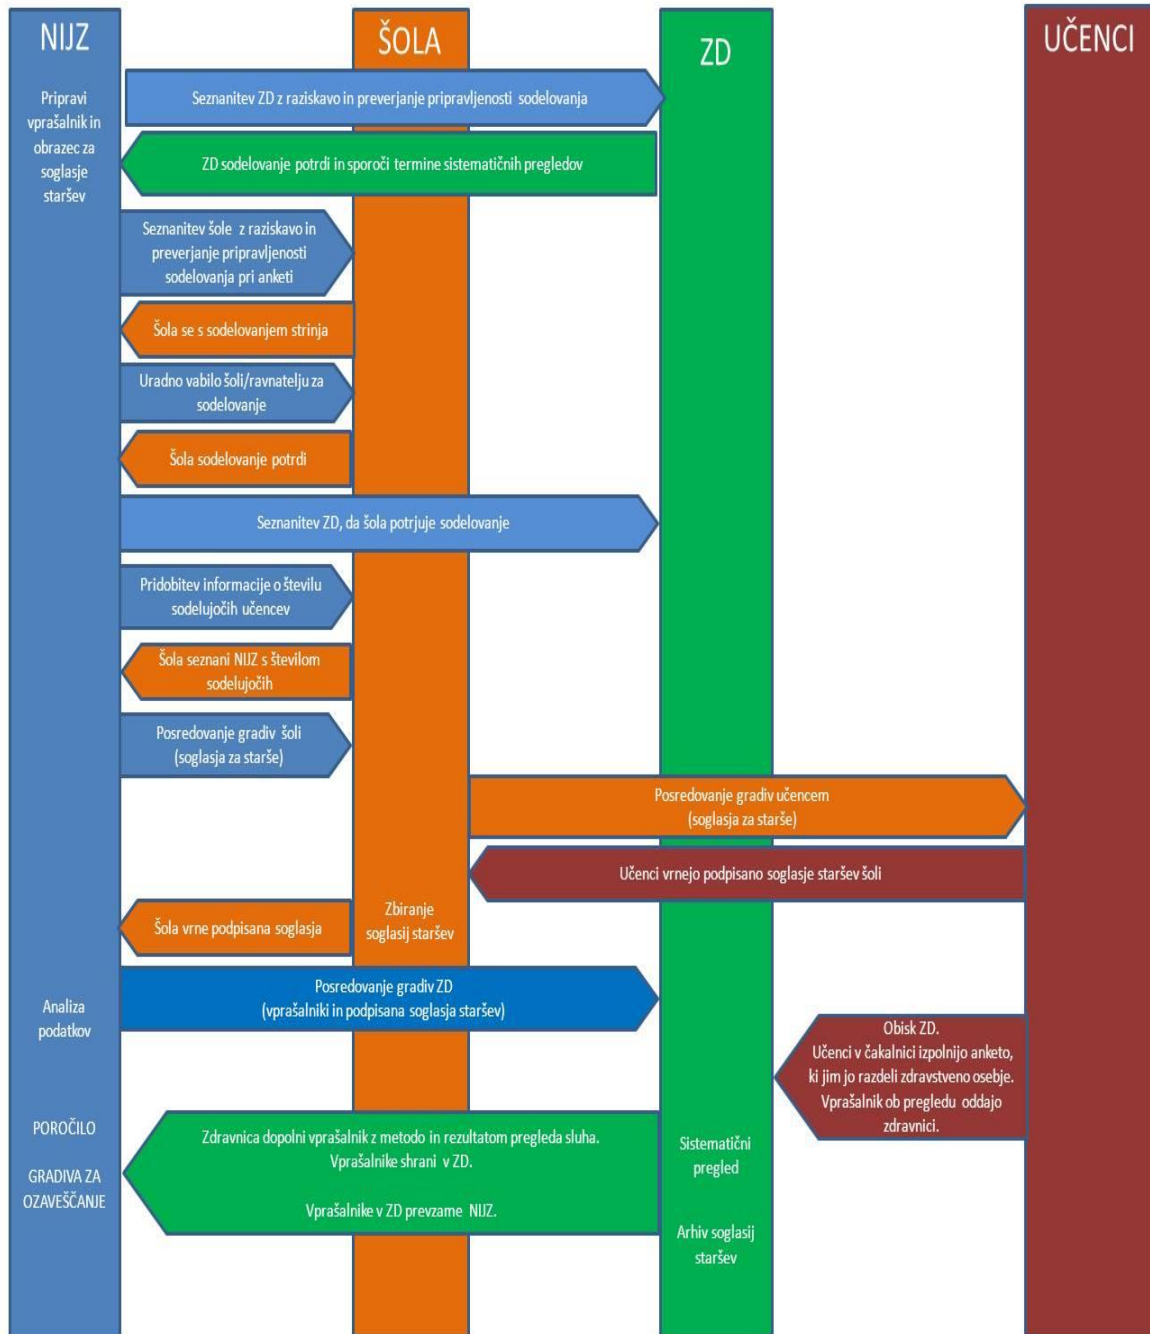 NIJZ
ŠOLA
ZD
UČENCI
Pripravi
vprašalnik in
obrazec za
soglasje
staršev
Seznanitev ZD z raziskavo in preverjanje pripravljenosti sodelovanja
ZD sodelovanje potrdi in sporoči termine sistematičnih pregledov
Seznanitev šole z raziskavo in
preverjanje pripravljenosti
sodelovanja pri anketi
Šola se s sodelovanjem strinja
Uradno vabilo šoli/ravnatelju za
sodelovanje
Šola sodelovanje potrdi
Seznanitev ZD, da šola potrjuje sodelovanje
Pridobitev informacije o številu
sodelujočih učencev
Šola seznani NIJZ s številom
sodelujočih
Posredovanje gradiv šoli
(soglasja za starše)
Posredovanje gradiv učencem
(soglasja za starše)
Učenci vrnejo podpisano soglasje staršev šoli
Zbiranje
soglasij staršev
Šola vrne podpisana soglasja
Posredovanje gradiv ZD
(vprašalniki in podpisana soglasja staršev)
Analiza
podatkov
Obisk ZD.
Učenci v čakalnici izpolnijo anketo,
ki jim jo razdeli zdravstveno osebje.
Vprašalnik ob pregledu oddajo
zdravnici.
POROČILO
GRADIVA ZA
OZAVEŠČANJE
Zdravnica dopolni vprašalnik z metodo in rezultatom pregleda sluha.
Vprašalnike shrani v ZD.
Vprašalnike v ZD prevzame NIJZ.
Sistematični
pregled
Arhiv soglasij
staršev